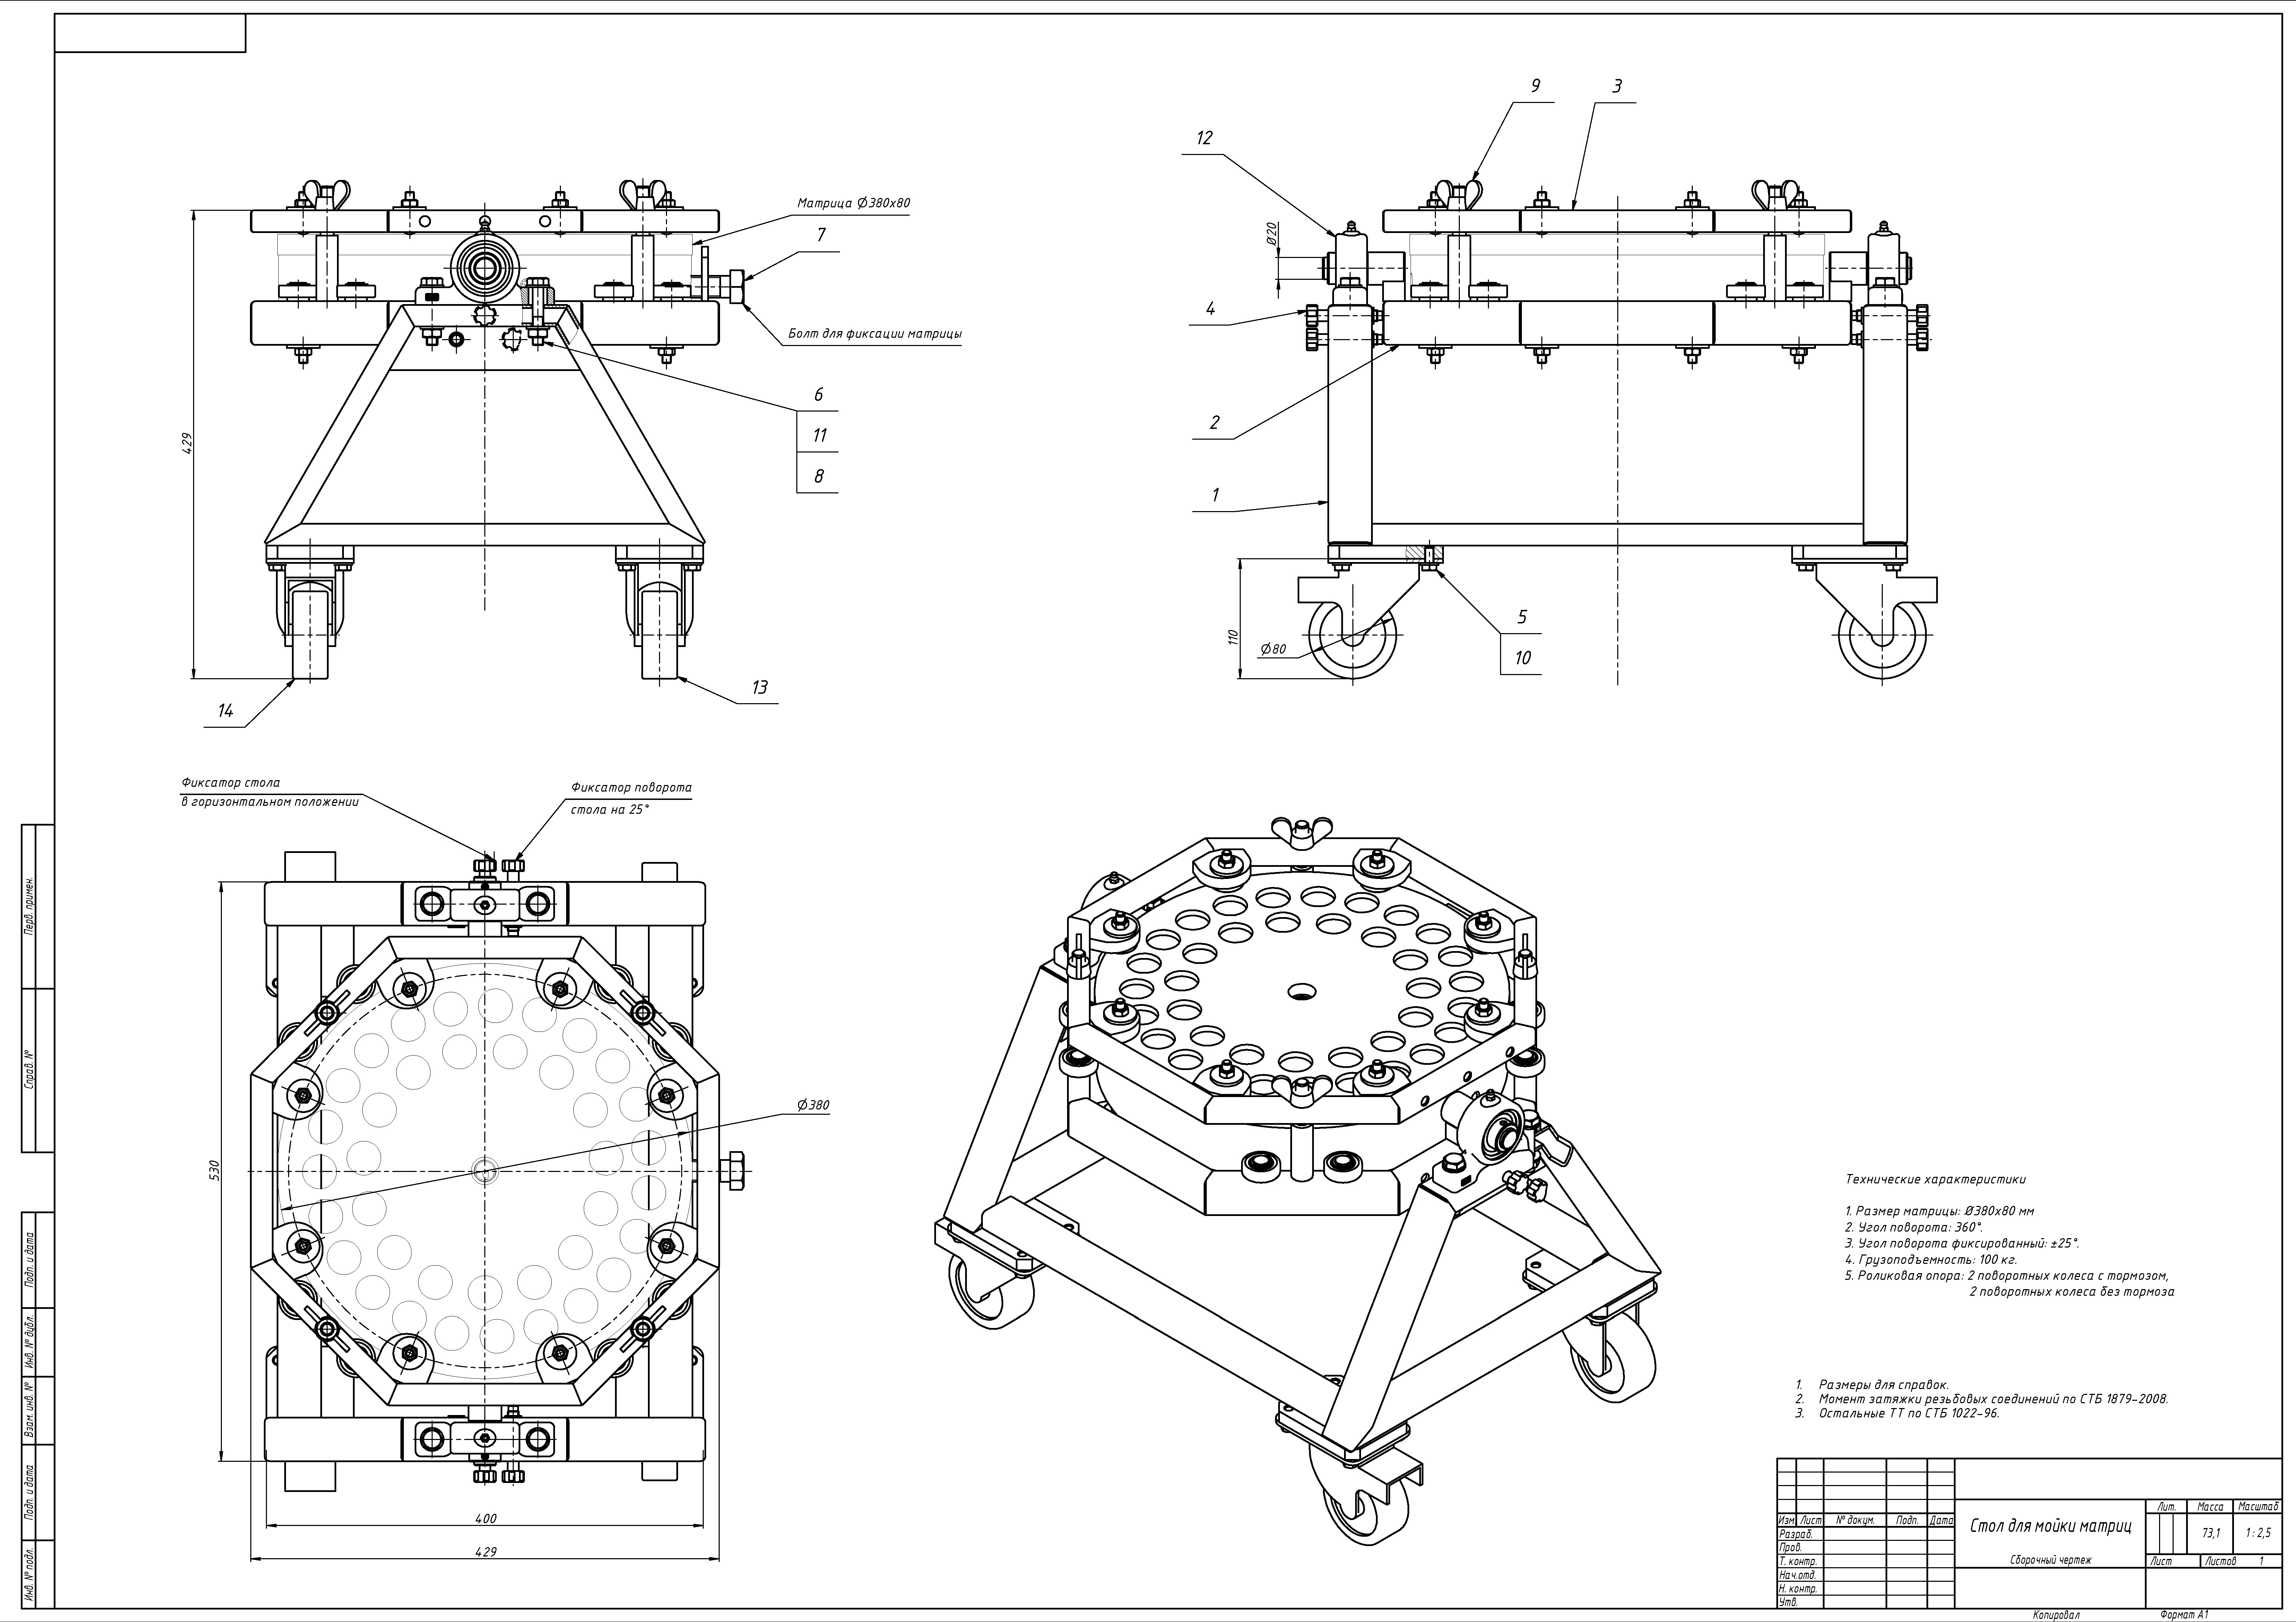 9
3
12
Матрица Ø380х80
7
Ø20
4
Болт для фиксации матрицы
6
11
8
429
2
1
5
10
110
Ø80
13
14
Фиксатор стола
в горизонтальном положении
Фиксатор поворота
стола на 25°
Ø380
530
400
429
Технические характеристики
1. Размер матрицы: Ø380х80 мм
2. Угол поворота: 360°.
3. Угол поворота фиксированный: ±25°.
4. Грузоподъемность: 100 кг.
5. Роликовая опора: 2 поворотных колеса с тормозом,
2 поворотных колеса без тормоза
1. Размеры для справок.
2. Момент затяжки резьбовых соединений по СТБ 1879-2008.
3. Остальные ТТ по СТБ 1022-96.
Перв. примен.
Справ. №
Подп. и дата
Инв. № дубл.
Взам. инв. №
Подп. и дата
Инв. № подл.
Изм. Лист № докум. Подп. Дата
Разраб.
Пров.
Т. контр.
Нач.отд.
Н. контр.
Утв.
Стол для мойки матриц
Сборочный чертеж
Лит. Масса Масштаб
73,1 1:2,5
Лист Листов 1
Копировал Формат А1